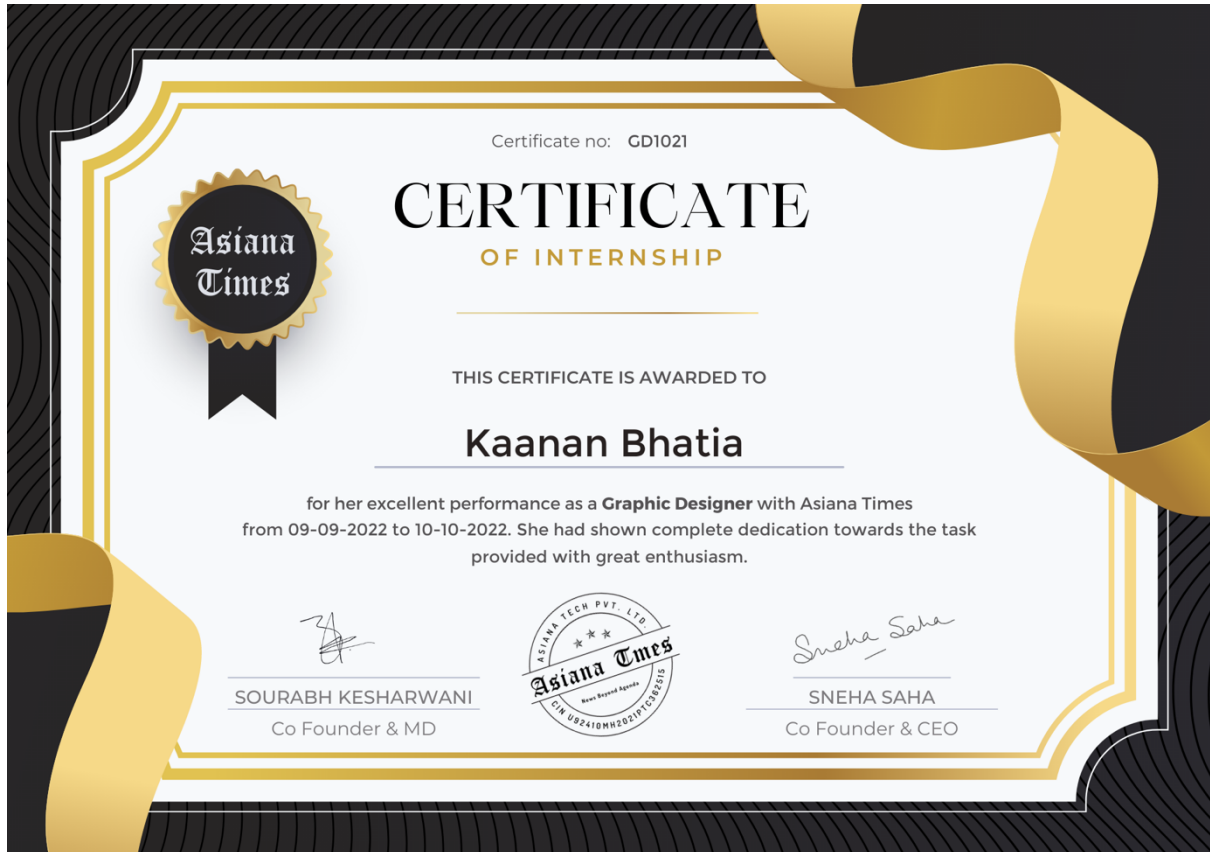 Certificate no: GD1021
CERTIFICATE
OF INTERNSHIP
Asiana
Times
THIS CERTIFICATE IS AWARDED TO
Kaanan Bhatia
for her excellent performance as a Graphic Designer with Asiana Times
from 09-09-2022 to 10-10-2022. She had shown complete dedication towards the task
provided with great enthusiasm.
Sneha Saha
ASIANA TECH PVT. LTD.
Asiana Tmes
News Beyond Agenda
CIN U92410MH2021PTC362515
SOURABH KESHARWANI
Co Founder & MD
SNEHA SAHA
Co Founder & CEO